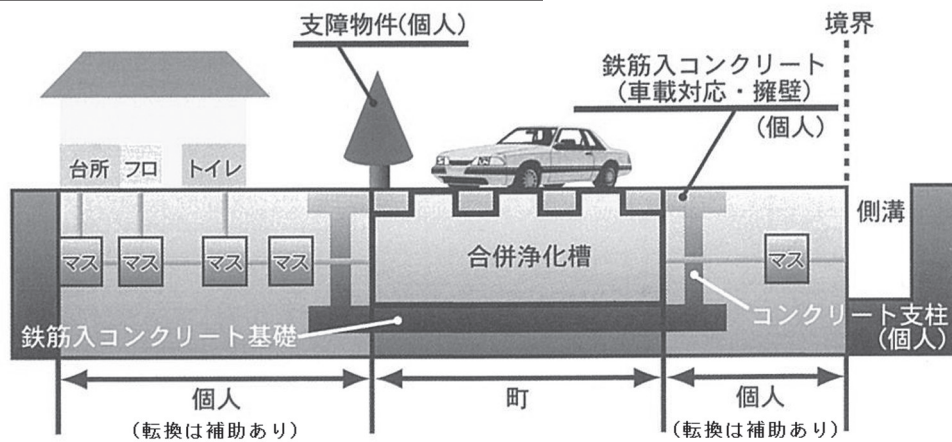 支障物件(個人)
境界
鉄筋入コンクリート
(車載対応・擁壁)
(個人)
台所
フロ
トイレ
側溝
マス
マス
マス
マス
合併浄化槽
マス
鉄筋入コンクリート基礎
コンクリート支柱
(個人)
個人
(転換は補助あり)
町
個人
(転換は補助あり)